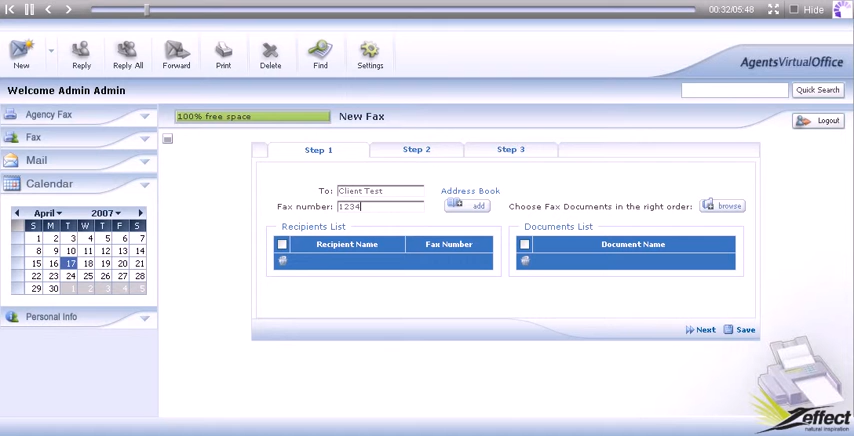 00:32/05:48 Hide
New Reply Reply All Forward Print Delete Find Settings
AgentsVirtualOffice
Welcome Admin Admin Quick Search
Agency Fax 100% free space New Fax Logout
Fax
Mail
Calendar
Step 1 Step 2 Step 3
To: Client Test Address Book
Fax number: 1234 add Choose Fax Documents in the right order: browse
April 2007
S M T W T F S
1 2 3 4 5 6 7
8 9 10 11 12 13 14
15 16 17 18 19 20 21
22 23 24 25 26 27 28
29 30 1 2 3 4 5
Recipients List Documents List
Recipient Name Fax Number Document Name
Personal Info
Next Save
Zeffect
natural inspiration